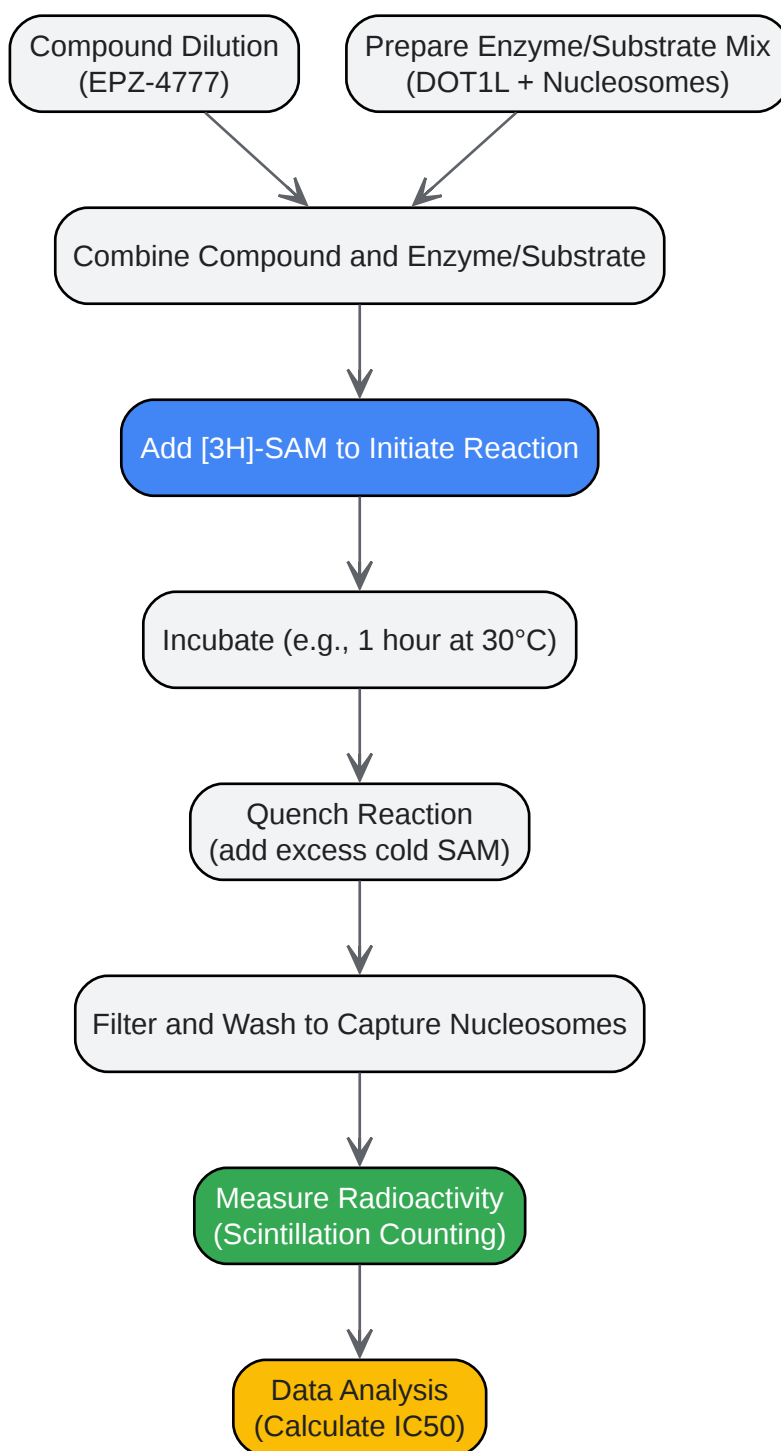 Compound Dilution
(EPZ-4777)
Prepare Enzyme/Substrate Mix
(DOT1L + Nucleosomes)
Combine Compound and Enzyme/Substrate
Add [3H]-SAM to Initiate Reaction
Incubate (e.g., 1 hour at 30°C)
Quench Reaction
(add excess cold SAM)
Filter and Wash to Capture Nucleosomes
Measure Radioactivity
(Scintillation Counting)
Data Analysis
(Calculate IC50)